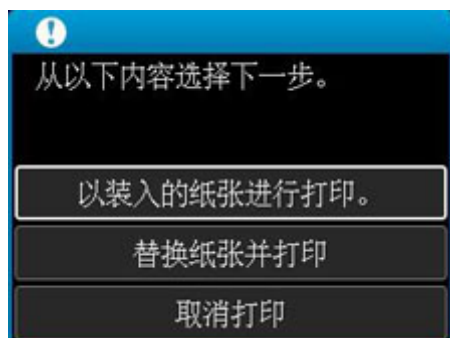 从以下内容选择下一步。
以装入的纸张进行打印。
替换纸张并打印
取消打印